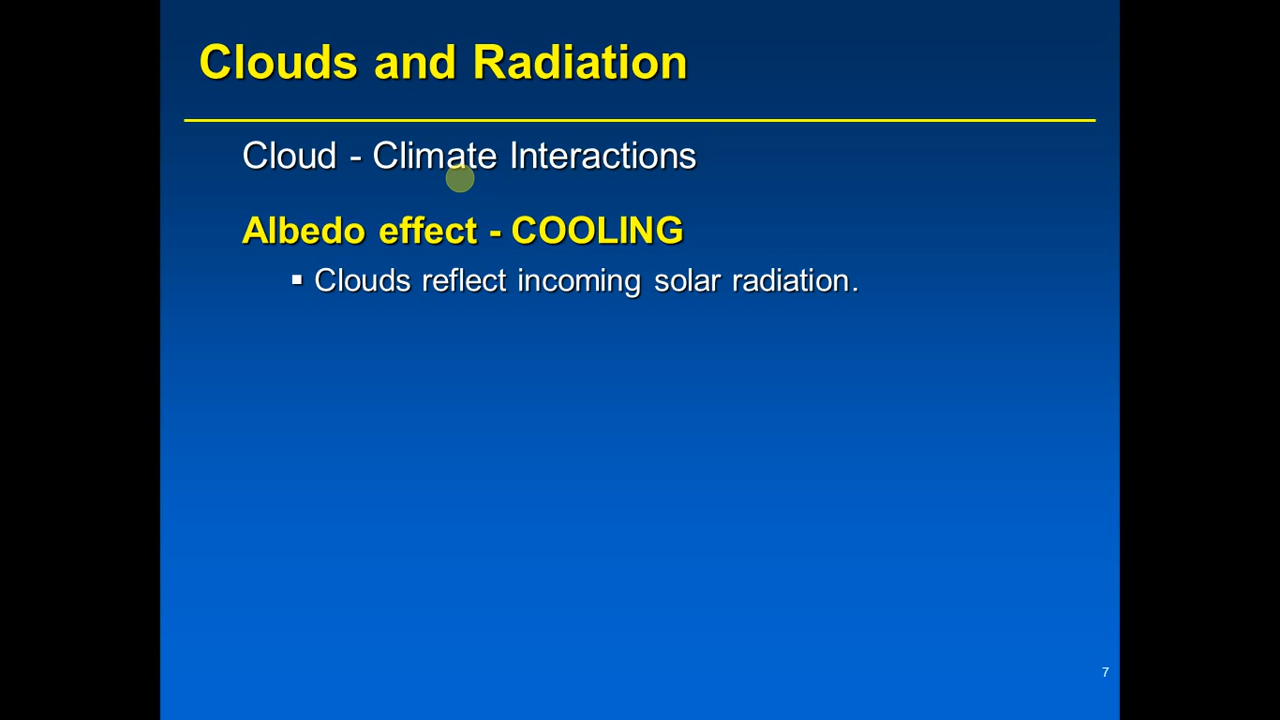 Clouds and Radiation
Cloud - Climate Interactions
Albedo effect - COOLING
▪ Clouds reflect incoming solar radiation.
7